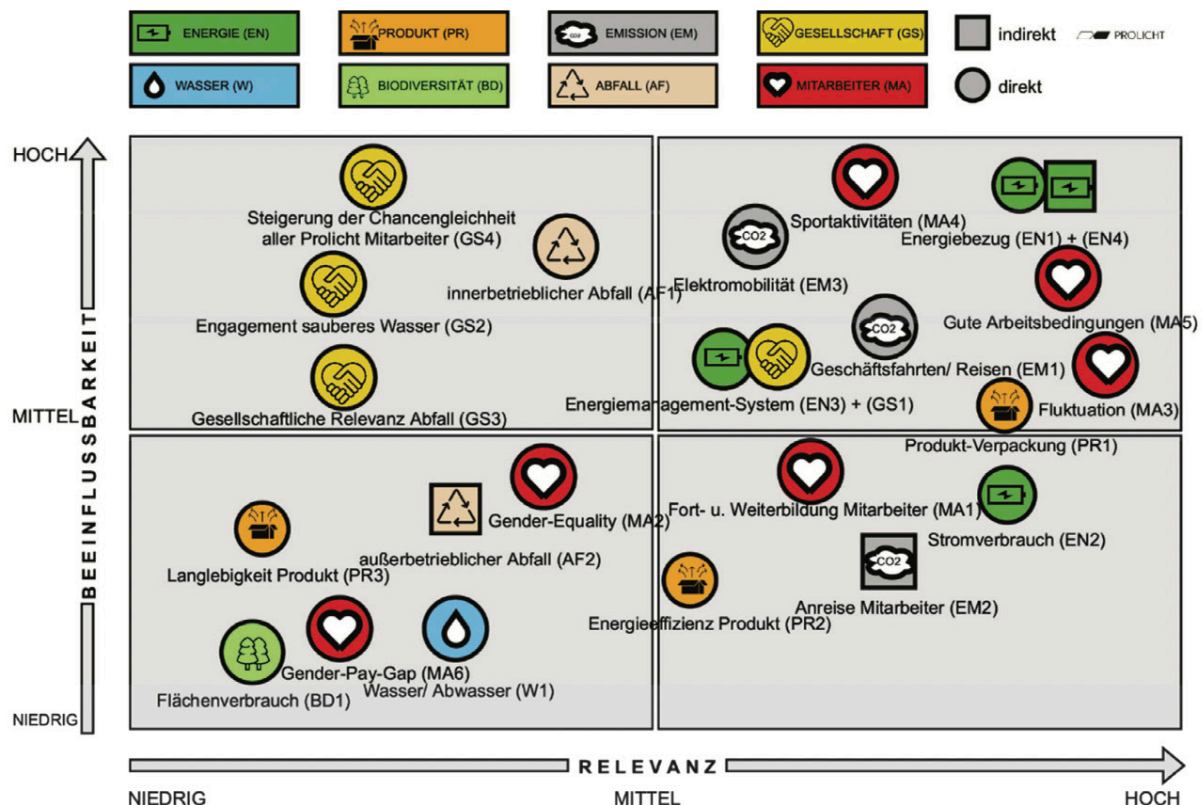 ENERGIE (EN)
PRODUKT (PR)
CO2
EMISSION (EM)
GESELLSCHAFT (GS)
indirekt
PROLICHT
WASSER (W)
BIODIVERSITÄT (BD)
ABFALL (AF)
MITARBEITER (MA)
direkt
HOCH
Steigerung der Chancengleichheit
aller Prolicht Mitarbeiter (GS4)
Sportaktivitäten (MA4)
Energiebezug (EN1) + (EN4)
CO2
innerbetrieblicher Abfall (AF1)
Elektromobilität (EM3)
Engagement sauberes Wasser (GS2)
Gute Arbeitsbedingungen (MA5)
CO2
Geschäftsfahrten/ Reisen (EM1)
Gesellschaftliche Relevanz Abfall (GS3)
Energiemanagement-System (EN3) + (GS1)
Fluktuation (MA3)
MITTEL
Produkt-Verpackung (PR1)
BEEINFLUSSBARKEIT
Gender-Equality (MA2)
Fort- u. Weiterbildung Mitarbeiter (MA1)
Stromverbrauch (EN2)
außerbetrieblicher Abfall (AF2)
CO2
Langlebigkeit Produkt (PR3)
Anreise Mitarbeiter (EM2)
Energieeffizienz Produkt (PR2)
Gender-Pay-Gap (MA6)
Wasser/ Abwasser (W1)
Flächenverbrauch (BD1)
NIEDRIG
RELEVANZ
NIEDRIG
MITTEL
HOCH